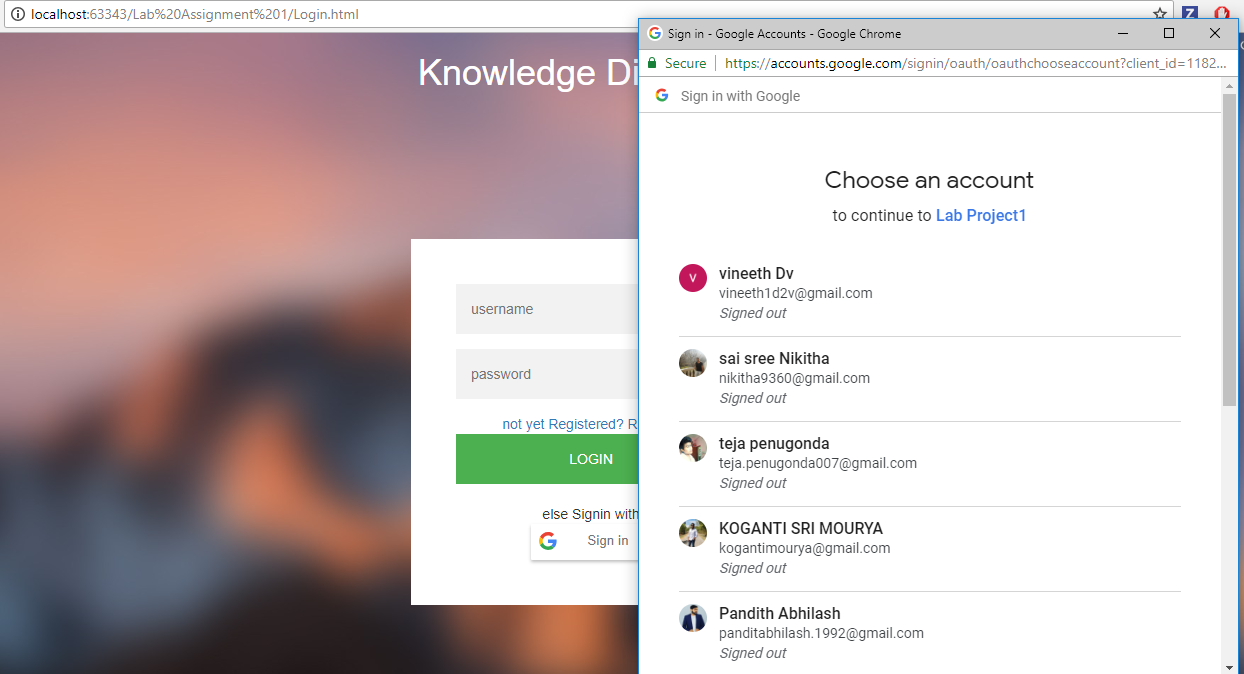 localhost:63343/Lab%20Assignment%201/Login.html
Z
Sign in - Google Accounts - Google Chrome
Secure
https://accounts.google.com/signin/oauth/oauthchooseaccount?client_id=1182...
Sign in with Google
Knowledge Di
username
password
not yet Registered? R
LOGIN
else Signin with
Sign in
Choose an account
to continue to Lab Project1
V
vineeth Dv
vineeth1d2v@gmail.com
Signed out
sai sree Nikitha
nikitha9360@gmail.com
Signed out
teja penugonda
teja.penugonda007@gmail.com
Signed out
KOGANTI SRI MOURYA
kogantimourya@gmail.com
Signed out
Pandith Abhilash
panditabhilash.1992@gmail.com
Signed out